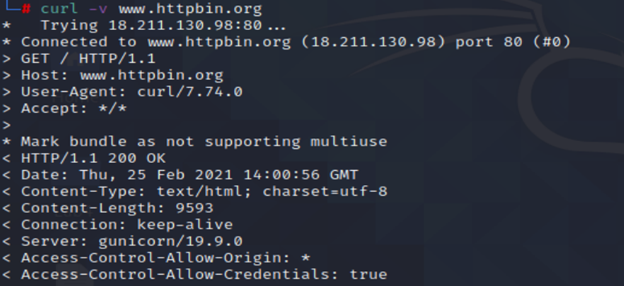 # curl -v www.httpbin.org
*   Trying 18.211.130.98:80...
* Connected to www.httpbin.org (18.211.130.98) port 80 (#0)
> GET / HTTP/1.1
> Host: www.httpbin.org
> User-Agent: curl/7.74.0
> Accept: */*
>
* Mark bundle as not supporting multiuse
< HTTP/1.1 200 OK
< Date: Thu, 25 Feb 2021 14:00:56 GMT
< Content-Type: text/html; charset=utf-8
< Content-Length: 9593
< Connection: keep-alive
< Server: gunicorn/19.9.0
< Access-Control-Allow-Origin: *
< Access-Control-Allow-Credentials: true